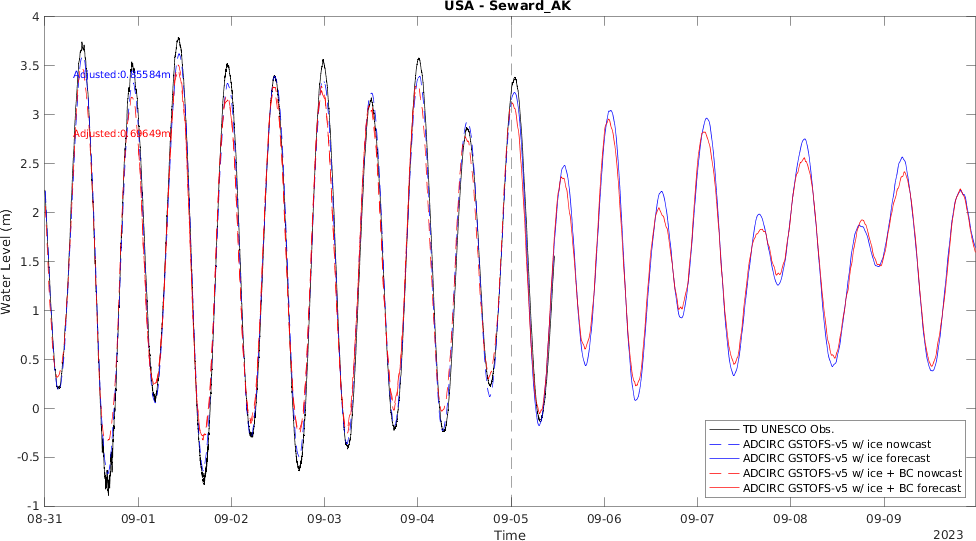 USA - Seward_AK
4
3.5
3
2.5
2
1.5
1
0.5
0
-0.5
-1
Water Level (m)
Adjusted:0.85584m
Adjusted:0.69649m
TD UNESCO Obs.
ADCIRC GSTOFS-v5 w/ ice nowcast
ADCIRC GSTOFS-v5 w/ ice forecast
ADCIRC GSTOFS-v5 w/ ice + BC nowcast
ADCIRC GSTOFS-v5 w/ ice + BC forecast
08-31 09-01 09-02 09-03 09-04 09-05 09-06 09-07 09-08 09-09
Time
2023